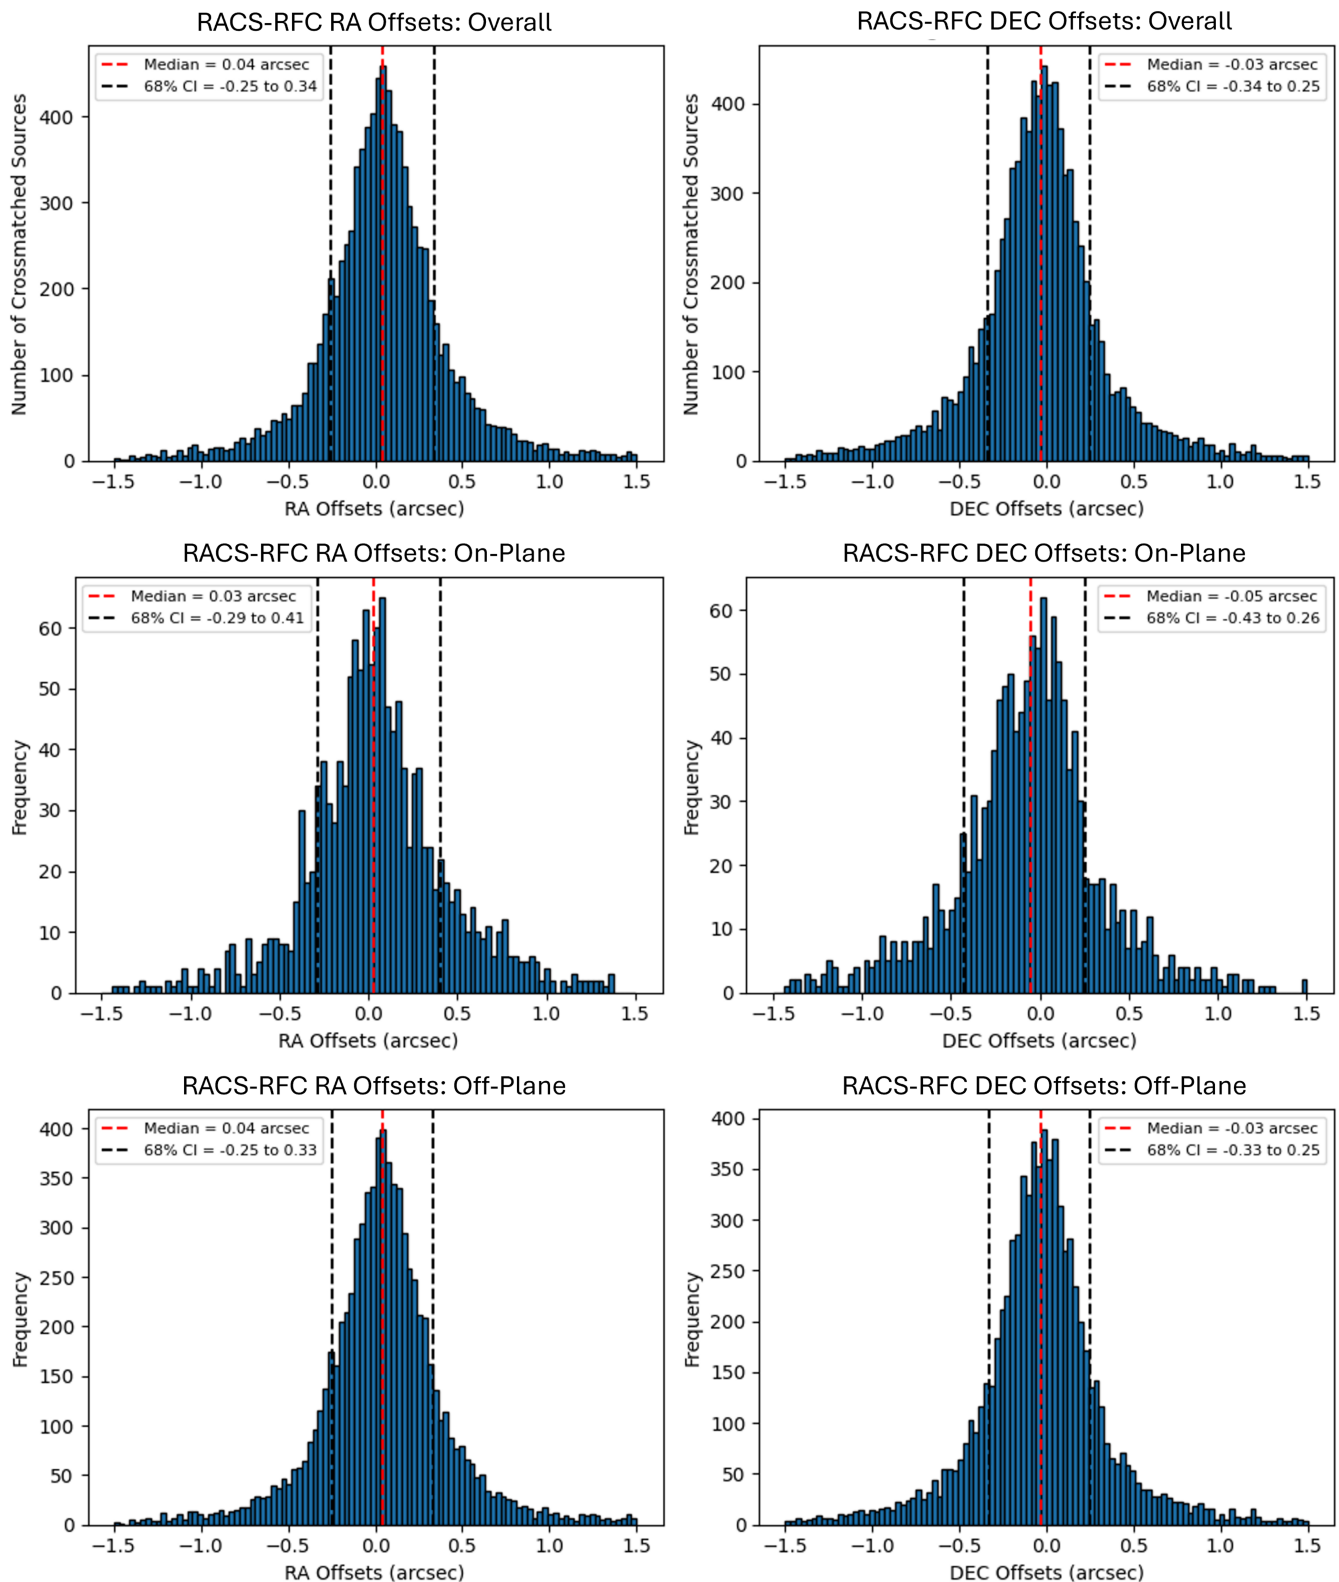 RACS-RFC RA Offsets: Overall
Median = 0.04 arcsec
68% CI = -0.25 to 0.34
Number of Crossmatched Sources
400
300
200
100
0
−1.5 −1.0 −0.5 0.0 0.5 1.0 1.5
RA Offsets (arcsec)
RACS-RFC DEC Offsets: Overall
Median = -0.03 arcsec
68% CI = -0.34 to 0.25
Number of Crossmatched Sources
400
300
200
100
0
−1.5 −1.0 −0.5 0.0 0.5 1.0 1.5
DEC Offsets (arcsec)
RACS-RFC RA Offsets: On-Plane
Median = 0.03 arcsec
68% CI = -0.29 to 0.41
Frequency
60
50
40
30
20
10
0
−1.5 −1.0 −0.5 0.0 0.5 1.0 1.5
RA Offsets (arcsec)
RACS-RFC DEC Offsets: On-Plane
Median = -0.05 arcsec
68% CI = -0.43 to 0.26
Frequency
60
50
40
30
20
10
0
−1.5 −1.0 −0.5 0.0 0.5 1.0 1.5
DEC Offsets (arcsec)
RACS-RFC RA Offsets: Off-Plane
Median = 0.04 arcsec
68% CI = -0.25 to 0.33
Frequency
400
350
300
250
200
150
100
50
0
−1.5 −1.0 −0.5 0.0 0.5 1.0 1.5
RA Offsets (arcsec)
RACS-RFC DEC Offsets: Off-Plane
Median = -0.03 arcsec
68% CI = -0.33 to 0.25
Frequency
400
350
300
250
200
150
100
50
0
−1.5 −1.0 −0.5 0.0 0.5 1.0 1.5
DEC Offsets (arcsec)